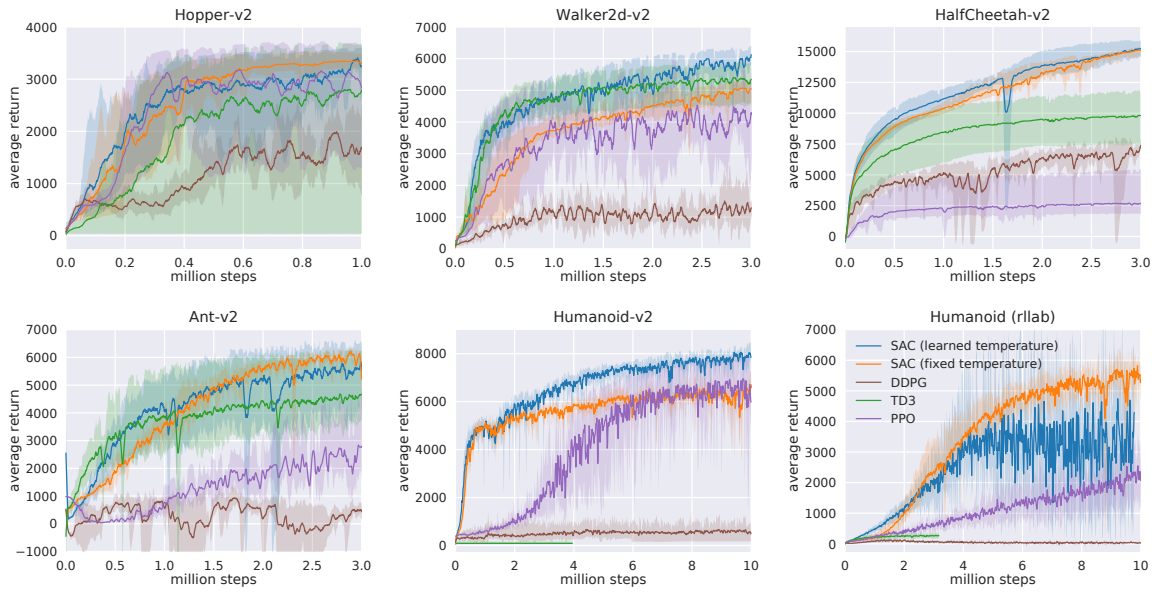 Hopper-v2
4000
3000
2000
1000
0
average return
0.0 0.2 0.4 0.6 0.8 1.0
million steps
Walker2d-v2
7000
6000
5000
4000
3000
2000
1000
0
average return
0.0 0.5 1.0 1.5 2.0 2.5 3.0
million steps
HalfCheetah-v2
15000
12500
10000
7500
5000
2500
0
average return
0.0 0.5 1.0 1.5 2.0 2.5 3.0
million steps
Ant-v2
7000
6000
5000
4000
3000
2000
1000
0
−1000
average return
0.0 0.5 1.0 1.5 2.0 2.5 3.0
million steps
Humanoid-v2
8000
6000
4000
2000
0
average return
0 2 4 6 8 10
million steps
Humanoid (rllab)
7000
6000
5000
4000
3000
2000
1000
0
average return
SAC (learned temperature)
SAC (fixed temperature)
DDPG
TD3
PPO
0 2 4 6 8 10
million steps